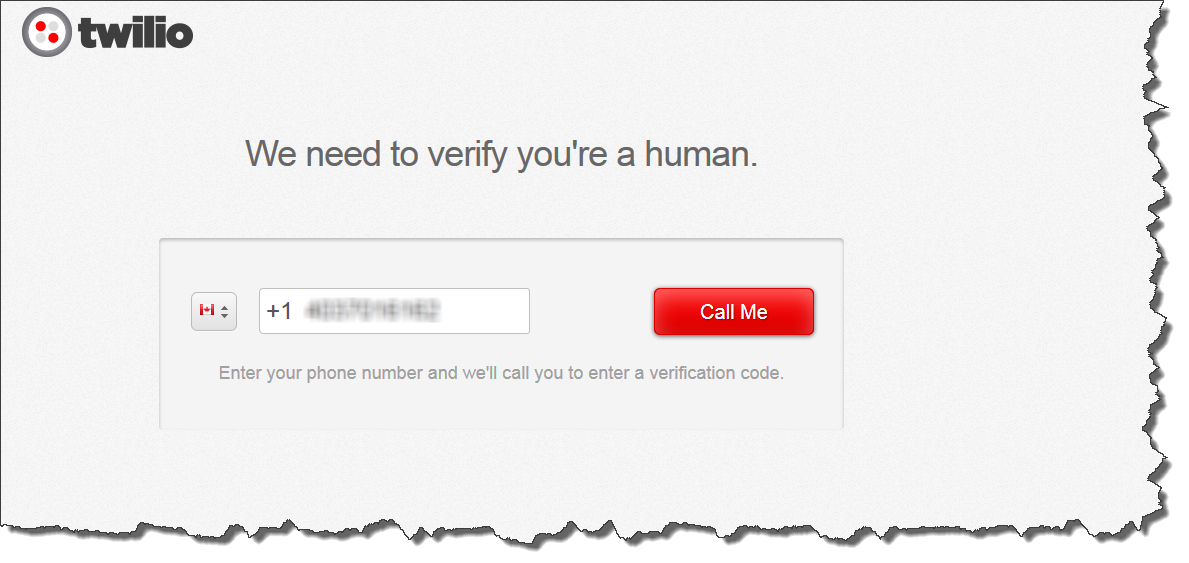 twilio
We need to verify you're a human.
+1
Call Me
Enter your phone number and we'll call you to enter a verification code.